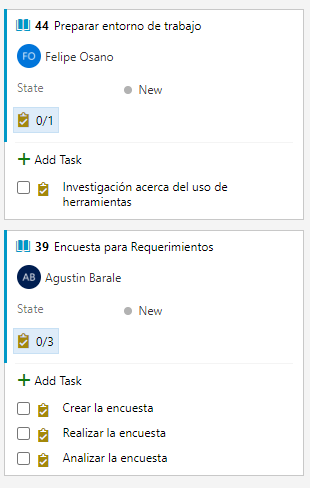 44 Preparar entorno de trabajo
FO Felipe Osano
State New
0/1
+ Add Task
Investigación acerca del uso de
herramientas
39 Encuesta para Requerimientos
AB Agustin Barale
State New
0/3
+ Add Task
Crear la encuesta
Realizar la encuesta
Analizar la encuesta